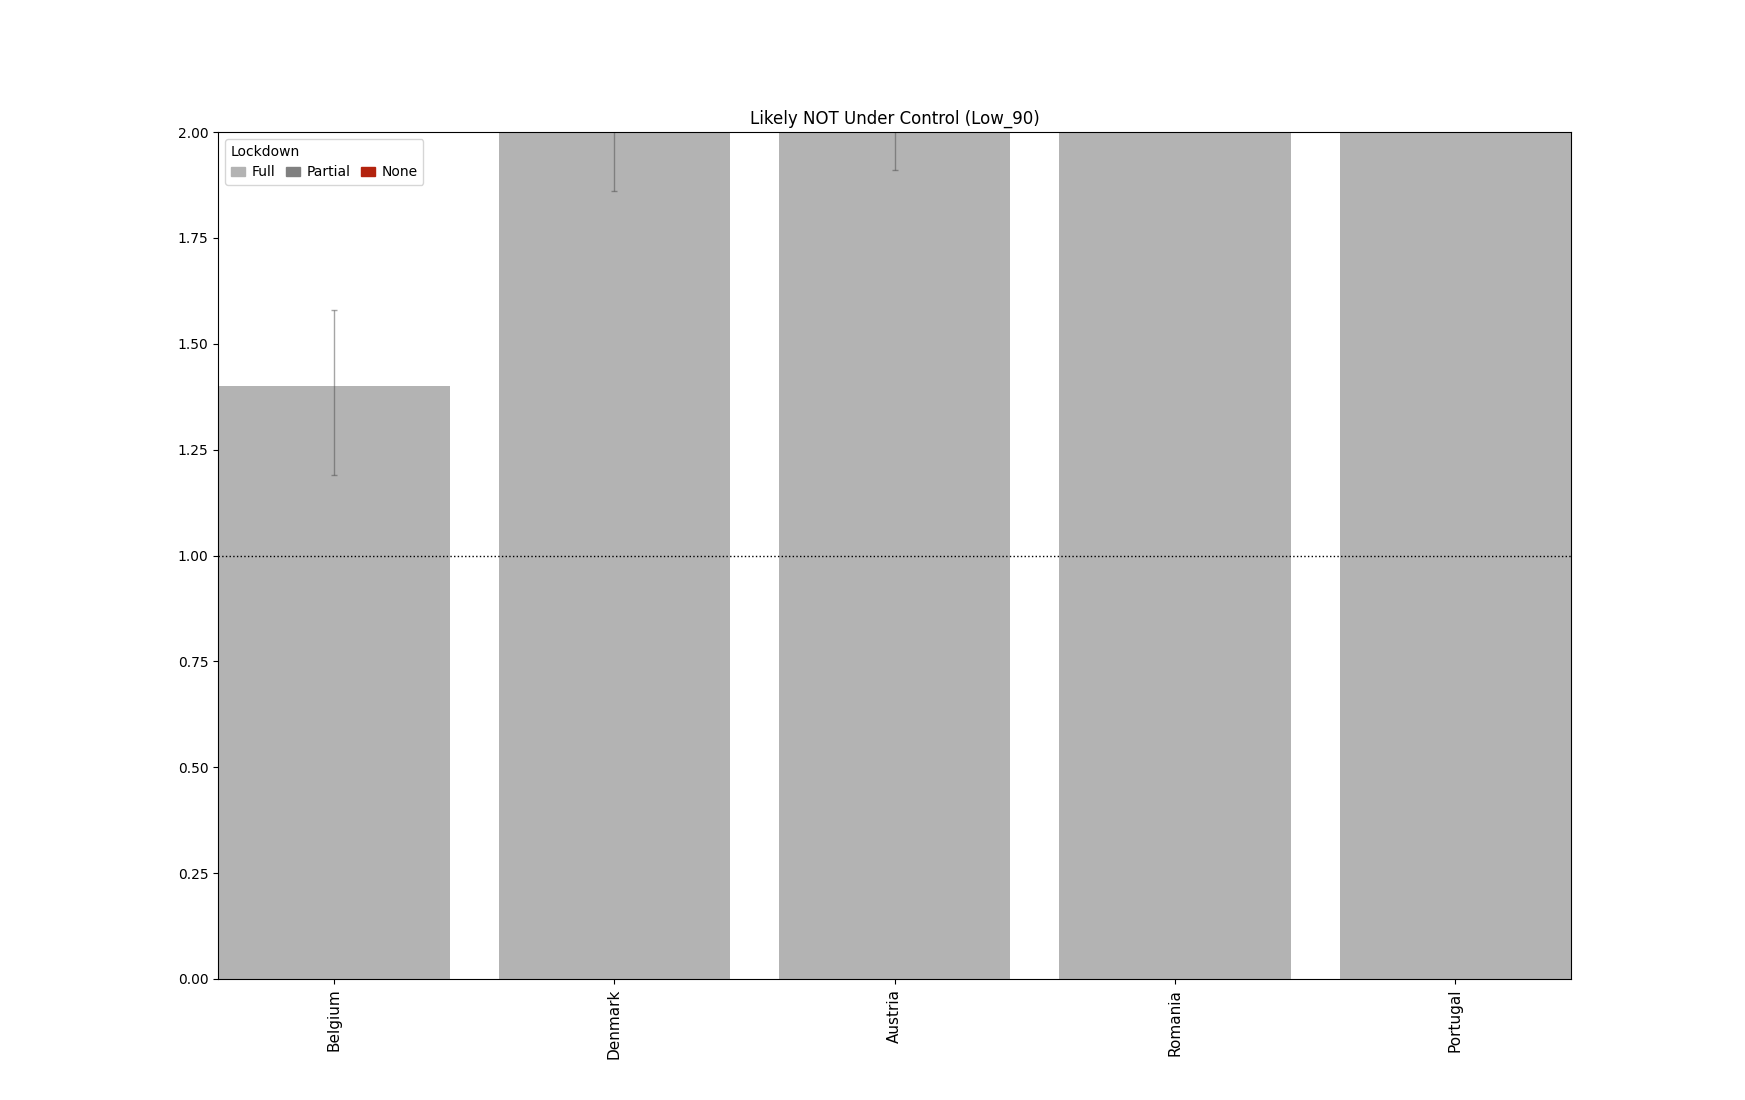 Likely NOT Under Control (Low_90)
2.00
Lockdown
Full Partial None
1.75
1.50
1.25
1.00
0.75
0.50
0.25
0.00
Belgium
Denmark
Austria
Romania
Portugal